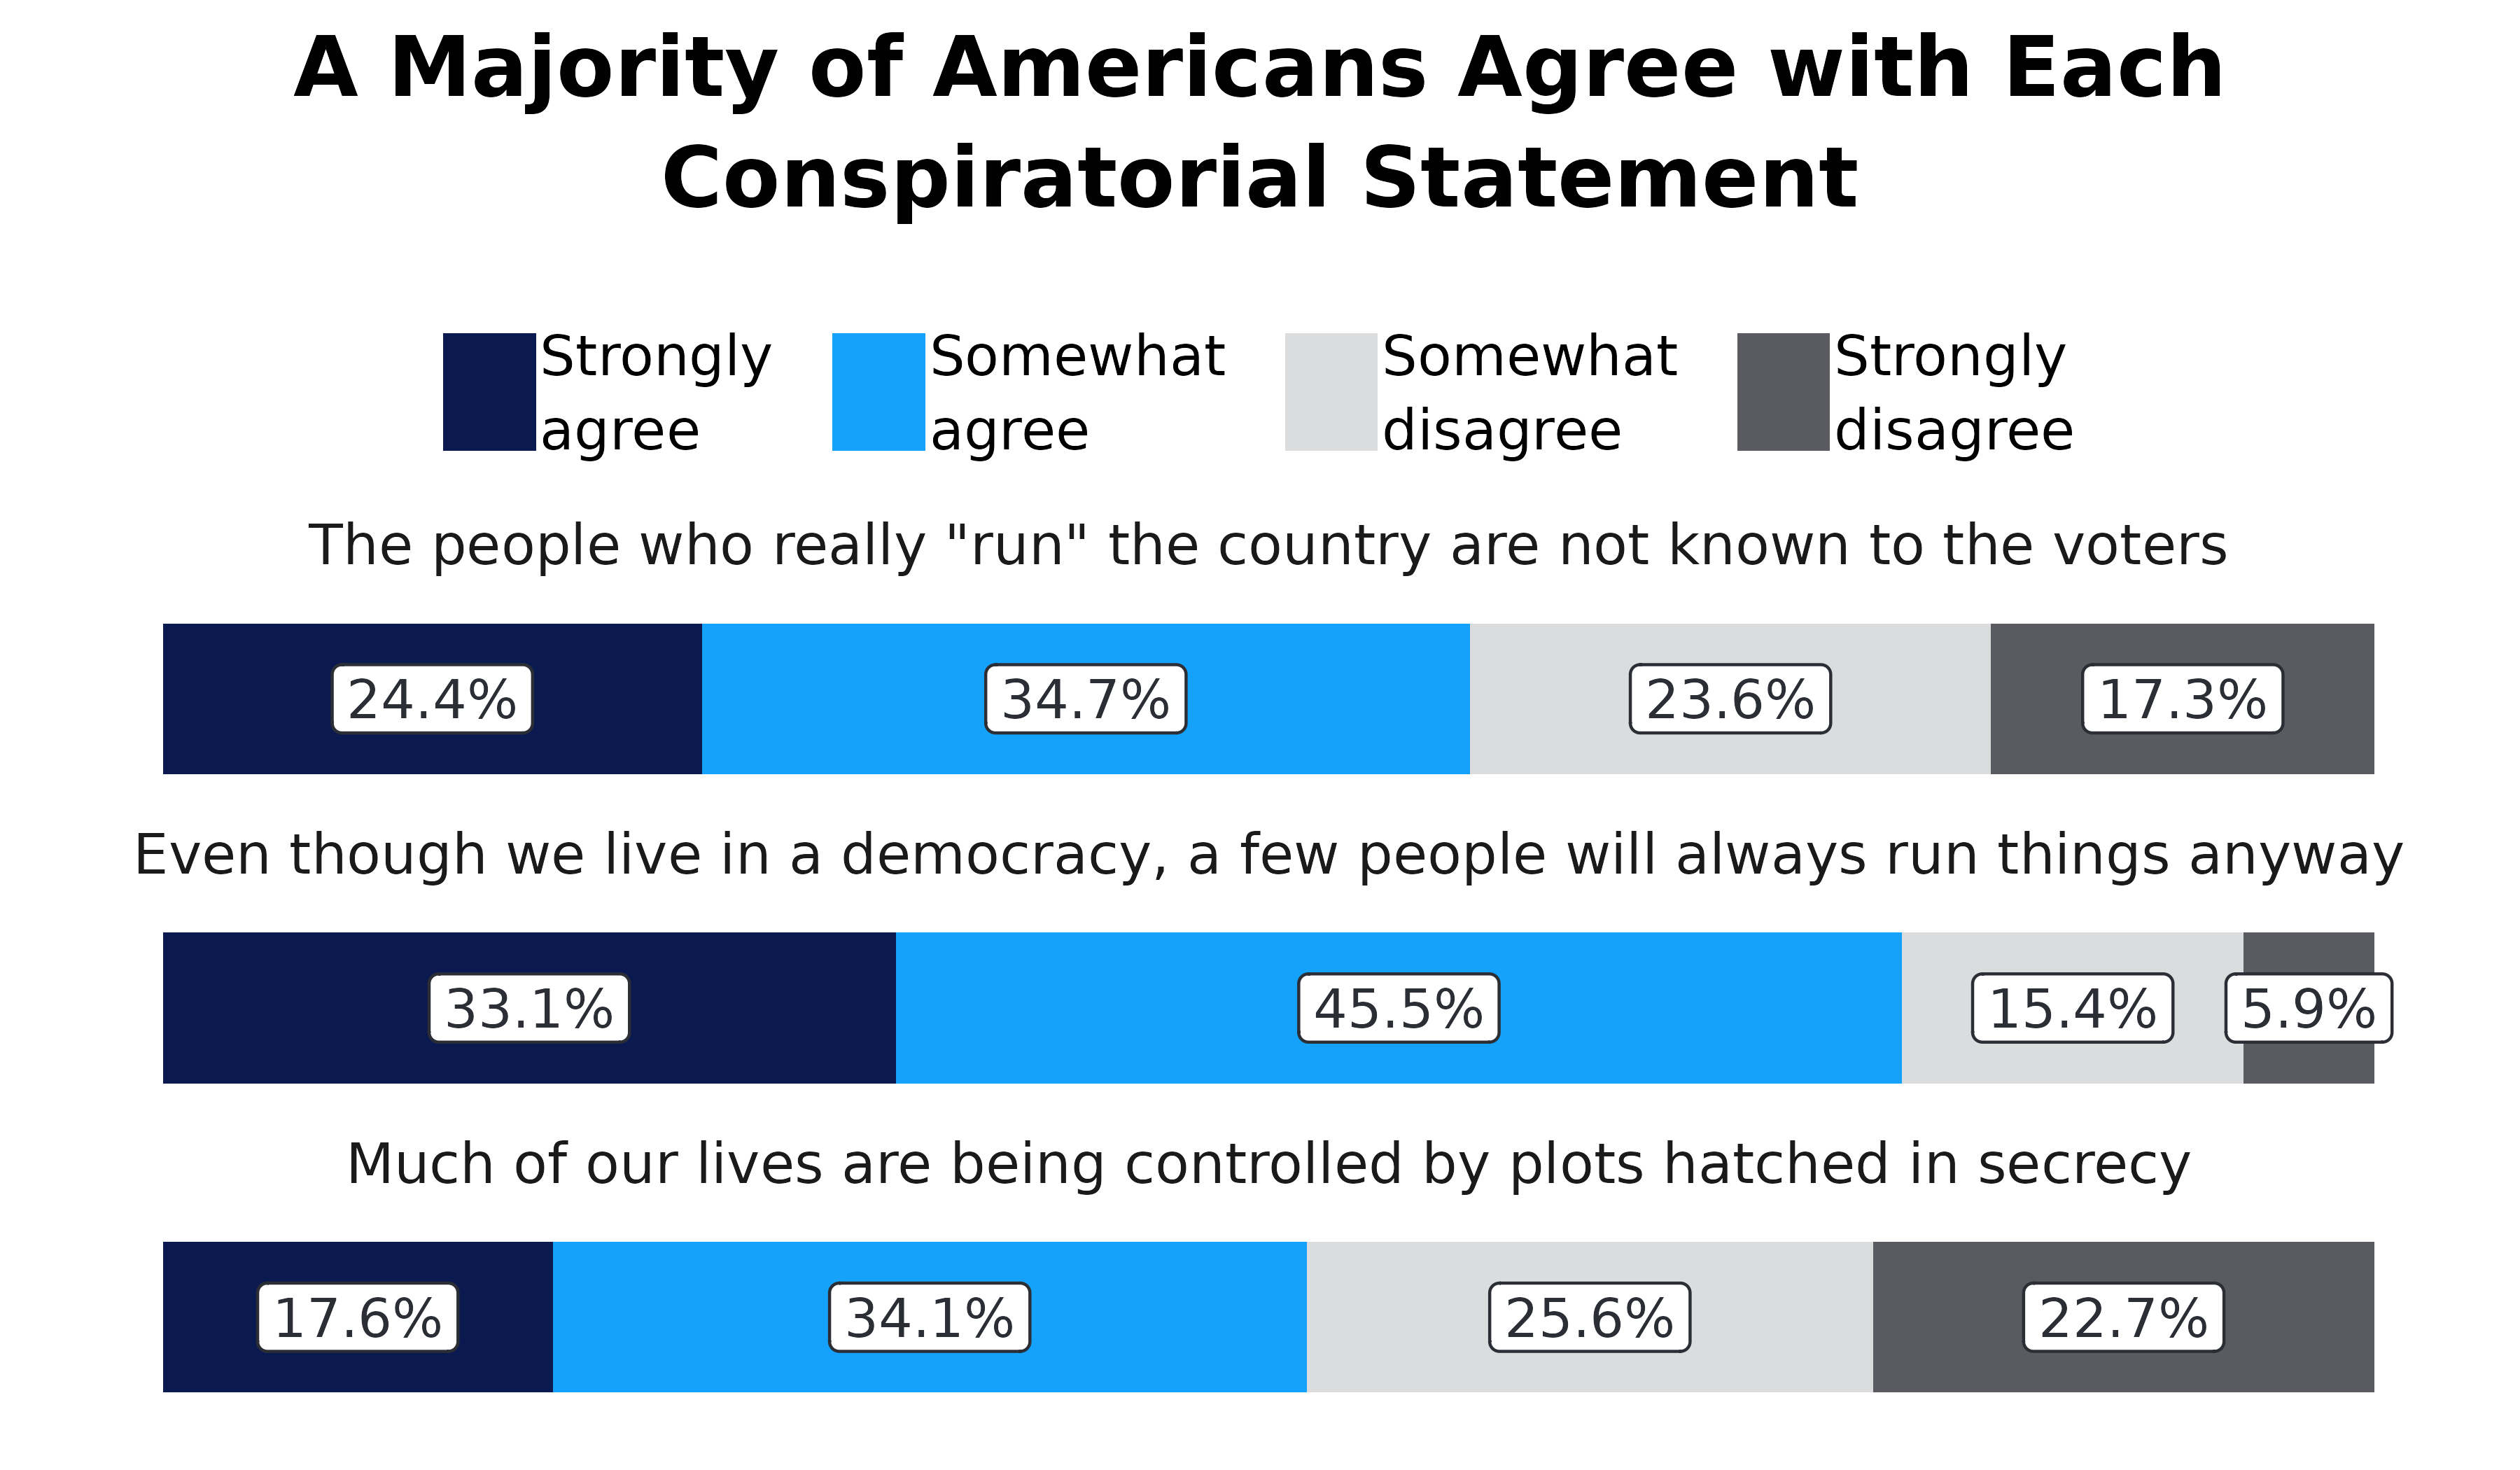 A Majority of Americans Agree with Each
Conspiratorial Statement
Strongly agree
Somewhat agree
Somewhat disagree
Strongly disagree
The people who really "run" the country are not known to the voters
24.4% 34.7% 23.6% 17.3%
Even though we live in a democracy, a few people will always run things anyway
33.1% 45.5% 15.4% 5.9%
Much of our lives are being controlled by plots hatched in secrecy
17.6% 34.1% 25.6% 22.7%